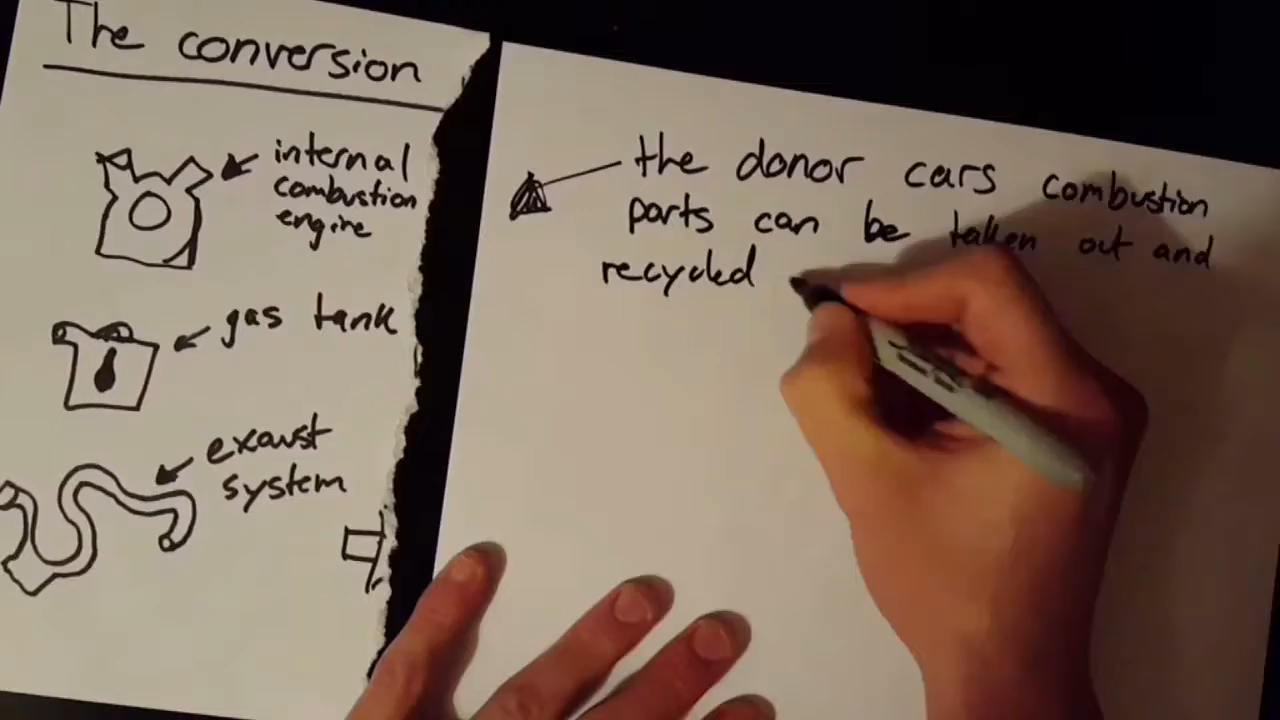 The conversion
internal
combustion
engine
gas tank
exaust
system
the donor cars combustion
parts can be taken out and
recycled